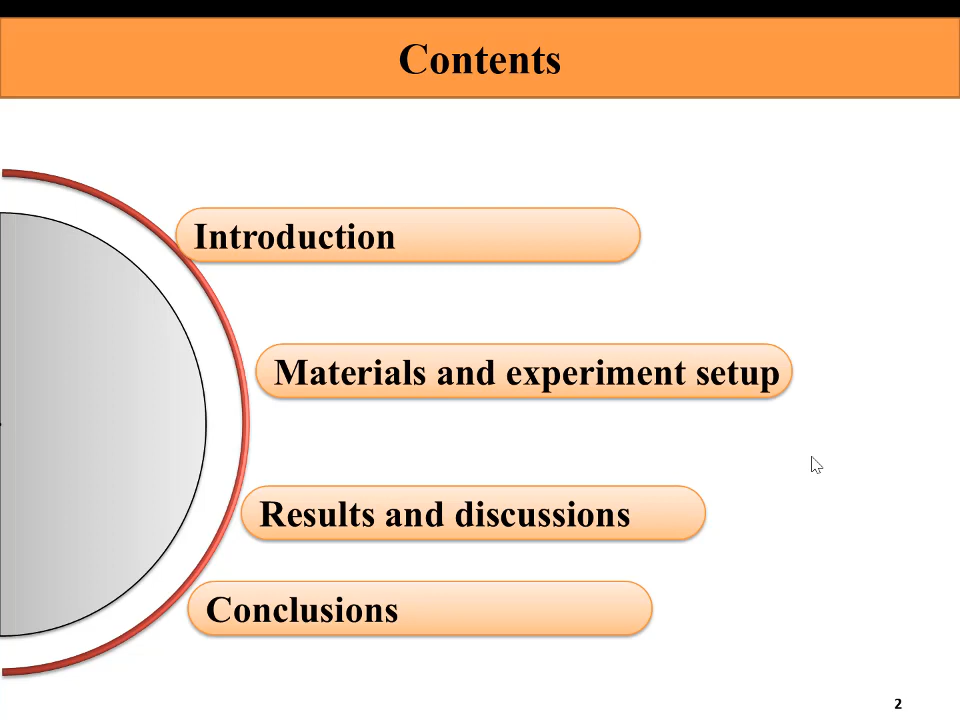 Contents
Introduction
Materials and experiment setup
Results and discussions
Conclusions
2